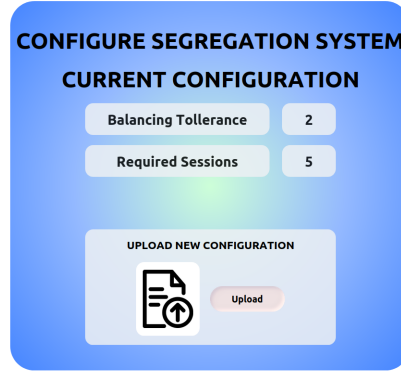 CONFIGURE SEGREGATION SYSTEM
CURRENT CONFIGURATION
Balancing Tollerance 2
Required Sessions 5
UPLOAD NEW CONFIGURATION
Upload